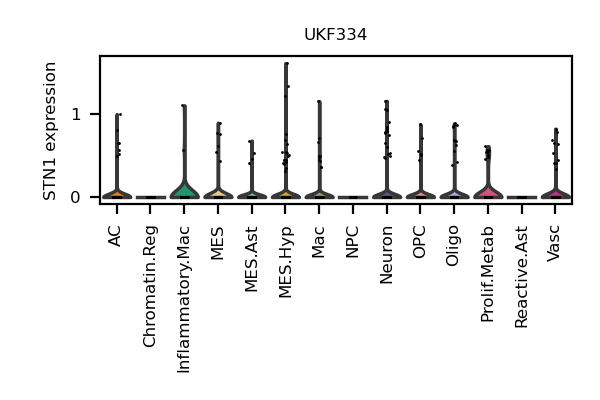 UKF334
STN1 expression
1
0
AC
Chromatin.Reg
Inflammatory.Mac
MES
MES.Ast
MES.Hyp
Mac
NPC
Neuron
OPC
Oligo
Prolif.Metab
Reactive.Ast
Vasc